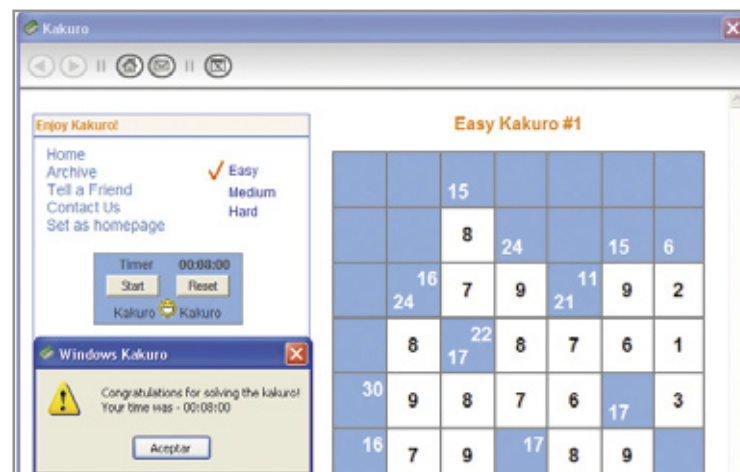 Kakuro
Enjoy Kakuro!
Home
Archive
Tell a Friend
Contact Us
Set as homepage
Easy
Medium
Hard
Timer 00:08:00
Start Reset
Kakuro Kakuro
Windows Kakuro
Congratulations for solving the kakuro!
Your time was - 00:08:00
Aceptar
Easy Kakuro #1
15
8 24 15 6
16 24 7 9 11 21 9 2
8 22 17 8 7 6 1
30 9 8 7 6 17 3
16 7 9 17 8 9